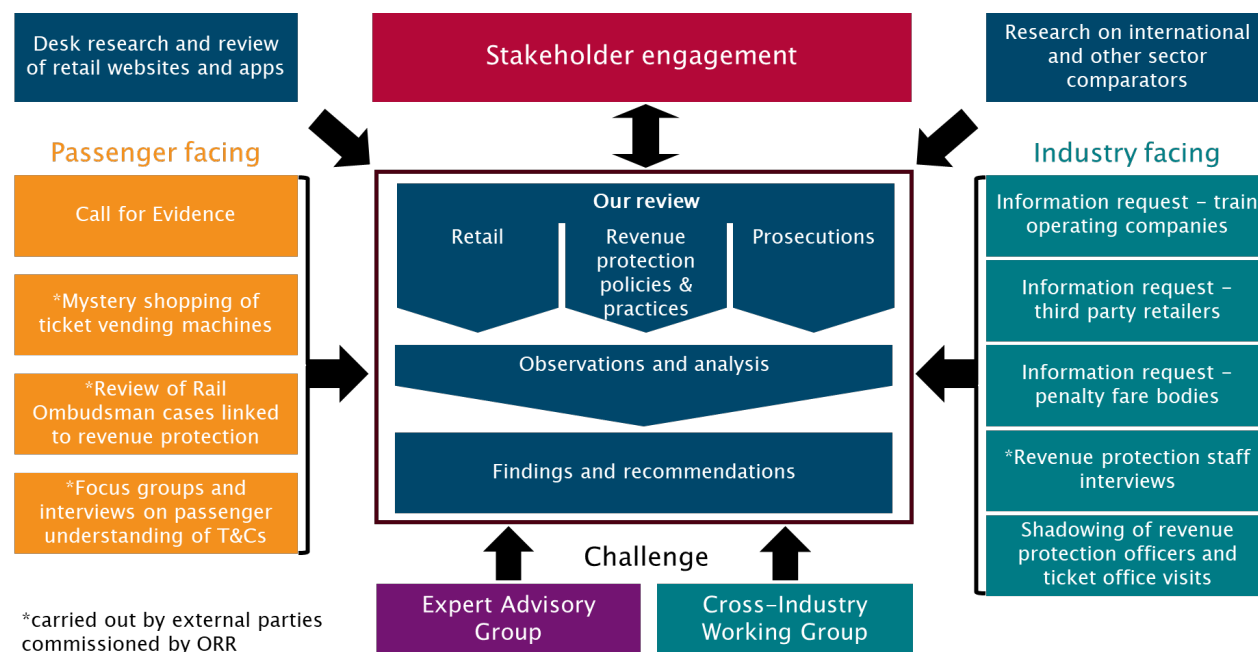 Desk research and review
of retail websites and apps
Stakeholder engagement
Research on international
and other sector
comparators
Passenger facing
Call for Evidence
*Mystery shopping of
ticket vending machines
*Review of Rail
Ombudsman cases linked
to revenue protection
*Focus groups and
interviews on passenger
understanding of T&Cs
*carried out by external parties
commissioned by ORR
Our review
Retail
Revenue
protection
policies &
practices
Prosecutions
Observations and analysis
Findings and recommendations
Challenge
Expert Advisory
Group
Cross-Industry
Working Group
Industry facing
Information request – train
operating companies
Information request –
third party retailers
Information request –
penalty fare bodies
*Revenue protection staff
interviews
Shadowing of revenue
protection officers and
ticket office visits